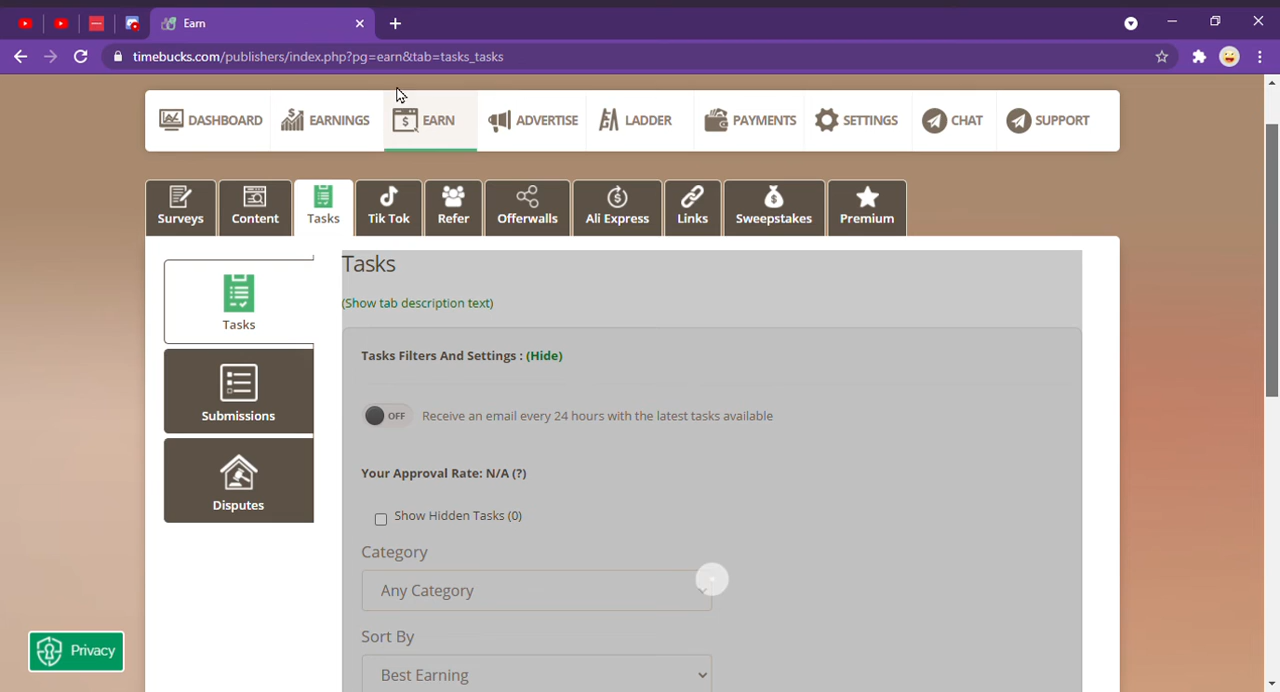 Earn
timebucks.com/publishers/index.php?pg=earn&tab=tasks_tasks
DASHBOARD EARNINGS EARN ADVERTISE LADDER PAYMENTS SETTINGS CHAT SUPPORT
Surveys Content Tasks Tik Tok Refer Offerwalls Ali Express Links Sweepstakes Premium
Tasks
(Show tab description text)
Tasks
Tasks Filters And Settings : (Hide)
Submissions
OFF Receive an email every 24 hours with the latest tasks available
Your Approval Rate: N/A (?)
Disputes
Show Hidden Tasks (0)
Category
Any Category
Sort By
Privacy
Best Earning